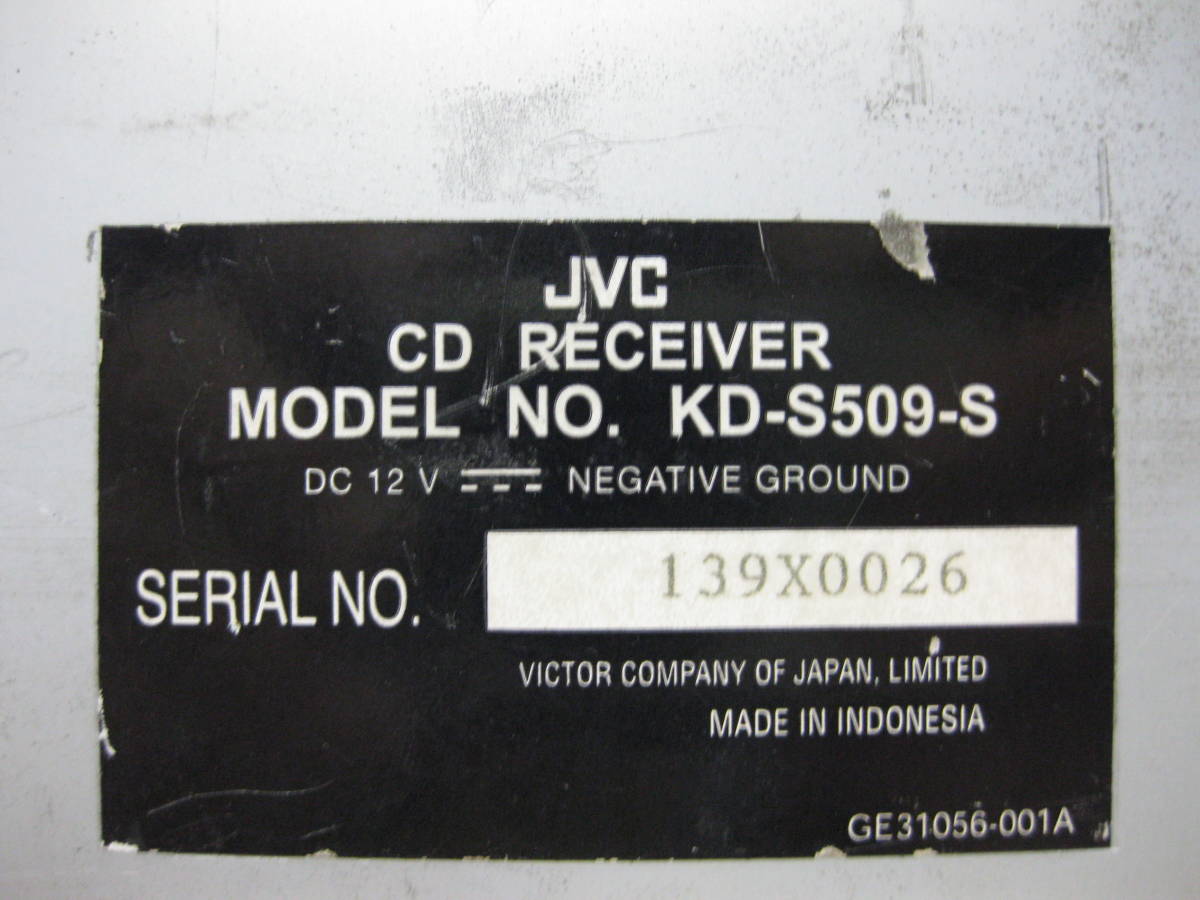 JVC
CD RECEIVER
MODEL NO. KD-S509-S
DC 12 V NEGATIVE GROUND
SERIAL NO. 139X0026
VICTOR COMPANY OF JAPAN, LIMITED
MADE IN INDONESIA
GE31056-001A